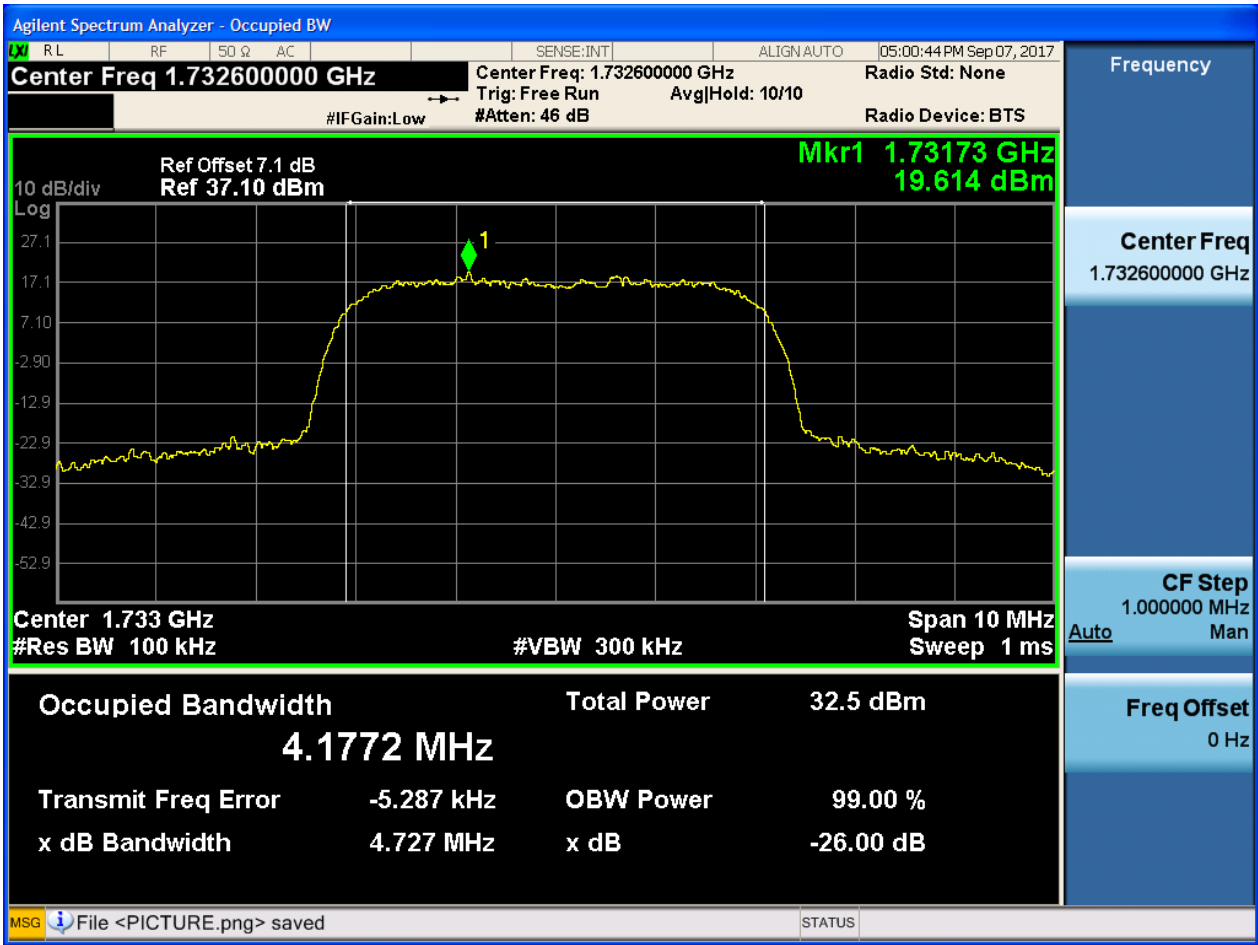 Agilent Spectrum Analyzer - Occupied BW
LXI RL RF 50 Ω AC SENSE:INT ALIGN AUTO 05:00:44 PM Sep 07, 2017
Center Freq 1.732600000 GHz
Center Freq: 1.732600000 GHz
Radio Std: None
Trig: Free Run Avg|Hold: 10/10
#IFGain:Low
#Atten: 46 dB
Radio Device: BTS
Frequency
Mkr1 1.73173 GHz
19.614 dBm
Ref Offset 7.1 dB
10 dB/div Ref 37.10 dBm
Log
27.1
17.1
7.10
-2.90
-12.9
-22.9
-32.9
-42.9
-52.9
1
Center 1.733 GHz Span 10 MHz
#Res BW 100 kHz #VBW 300 kHz Sweep 1 ms
Center Freq
1.732600000 GHz
CF Step
1.000000 MHz
Auto Man
Freq Offset
0 Hz
Occupied Bandwidth Total Power 32.5 dBm
4.1772 MHz
Transmit Freq Error -5.287 kHz OBW Power 99.00 %
x dB Bandwidth 4.727 MHz x dB -26.00 dB
MSG File <PICTURE.png> saved STATUS